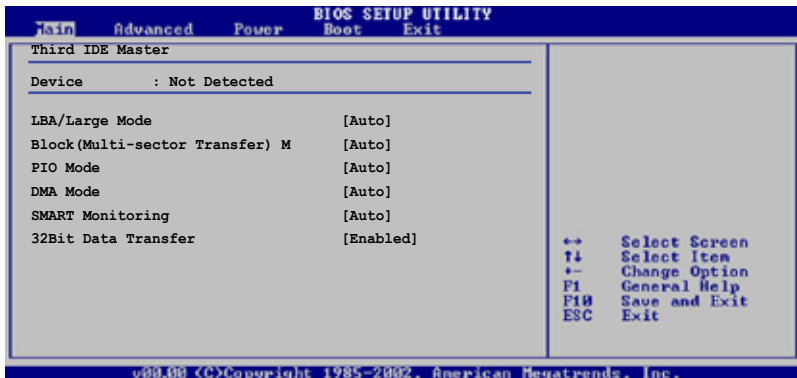 BIOS SETUP UTILITY
Main Advanced Power Boot Exit
Third IDE Master
Device : Not Detected
LBA/Large Mode [Auto]
Block(Multi-sector Transfer) M [Auto]
PIO Mode [Auto]
DMA Mode [Auto]
SMART Monitoring [Auto]
32Bit Data Transfer [Enabled]
↔ Select Screen
↑↓ Select Item
+- Change Option
F1 General Help
F10 Save and Exit
ESC Exit
v00.00 (C)Copyright 1985-2002, American Megatrends, Inc.